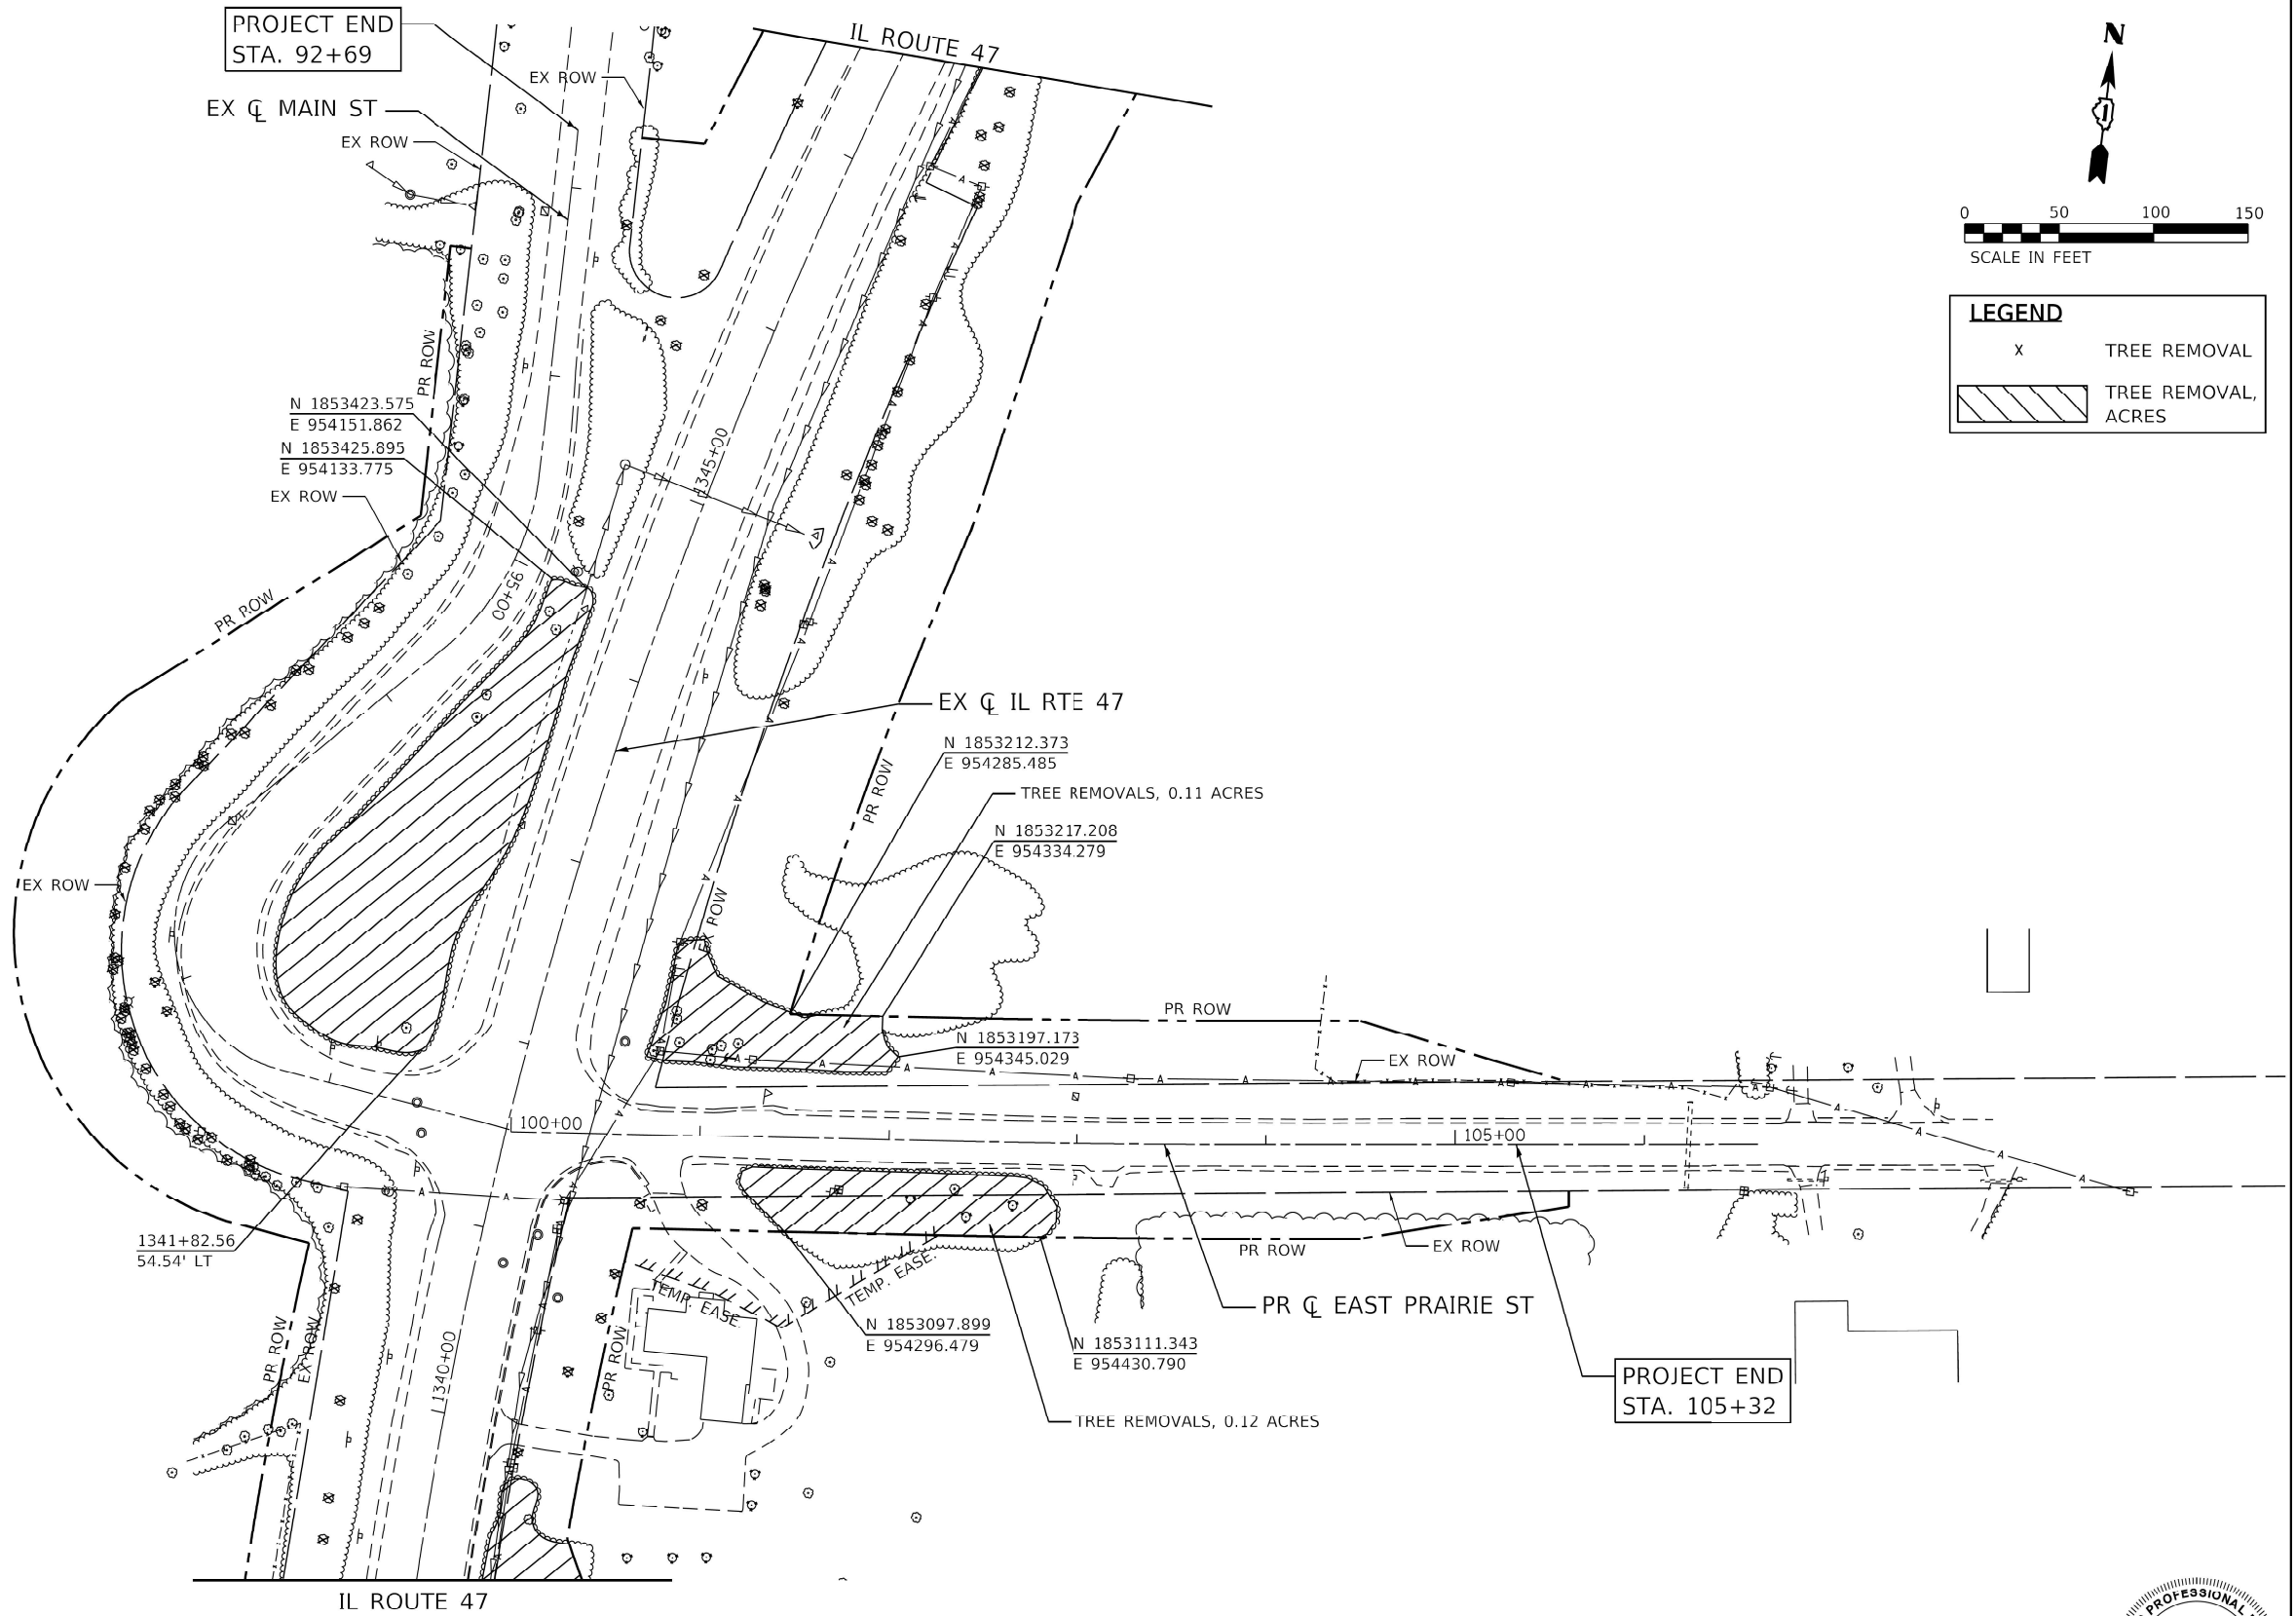 PROJECT END
STA. 92+69
EX ℄ MAIN ST
EX ROW
EX ROW
IL ROUTE 47
N
1
0 50 100 150
SCALE IN FEET
LEGEND
X TREE REMOVAL
TREE REMOVAL,
ACRES
PR ROW
N 1853423.575
E 954151.862
N 1853425.895
E 954133.775
EX ROW
1345+00
95+00
PR ROW
EX ℄ IL RTE 47
N 1853212.373
E 954285.485
PR ROW
TREE REMOVALS, 0.11 ACRES
N 1853217.208
E 954334.279
EX ROW
EX ROW
PR ROW
N 1853197.173
E 954345.029
EX ROW
100+00
105+00
1341+82.56
54.54' LT
PR ROW
EX ROW
TEMP. EASE.
TEMP. EASE.
PR ℄ EAST PRAIRIE ST
N 1853097.899
E 954296.479
N 1853111.343
E 954430.790
PR ROW
EX ROW
1340+00
PR ROW
PROJECT END
STA. 105+32
TREE REMOVALS, 0.12 ACRES
IL ROUTE 47
PROFESSIONAL